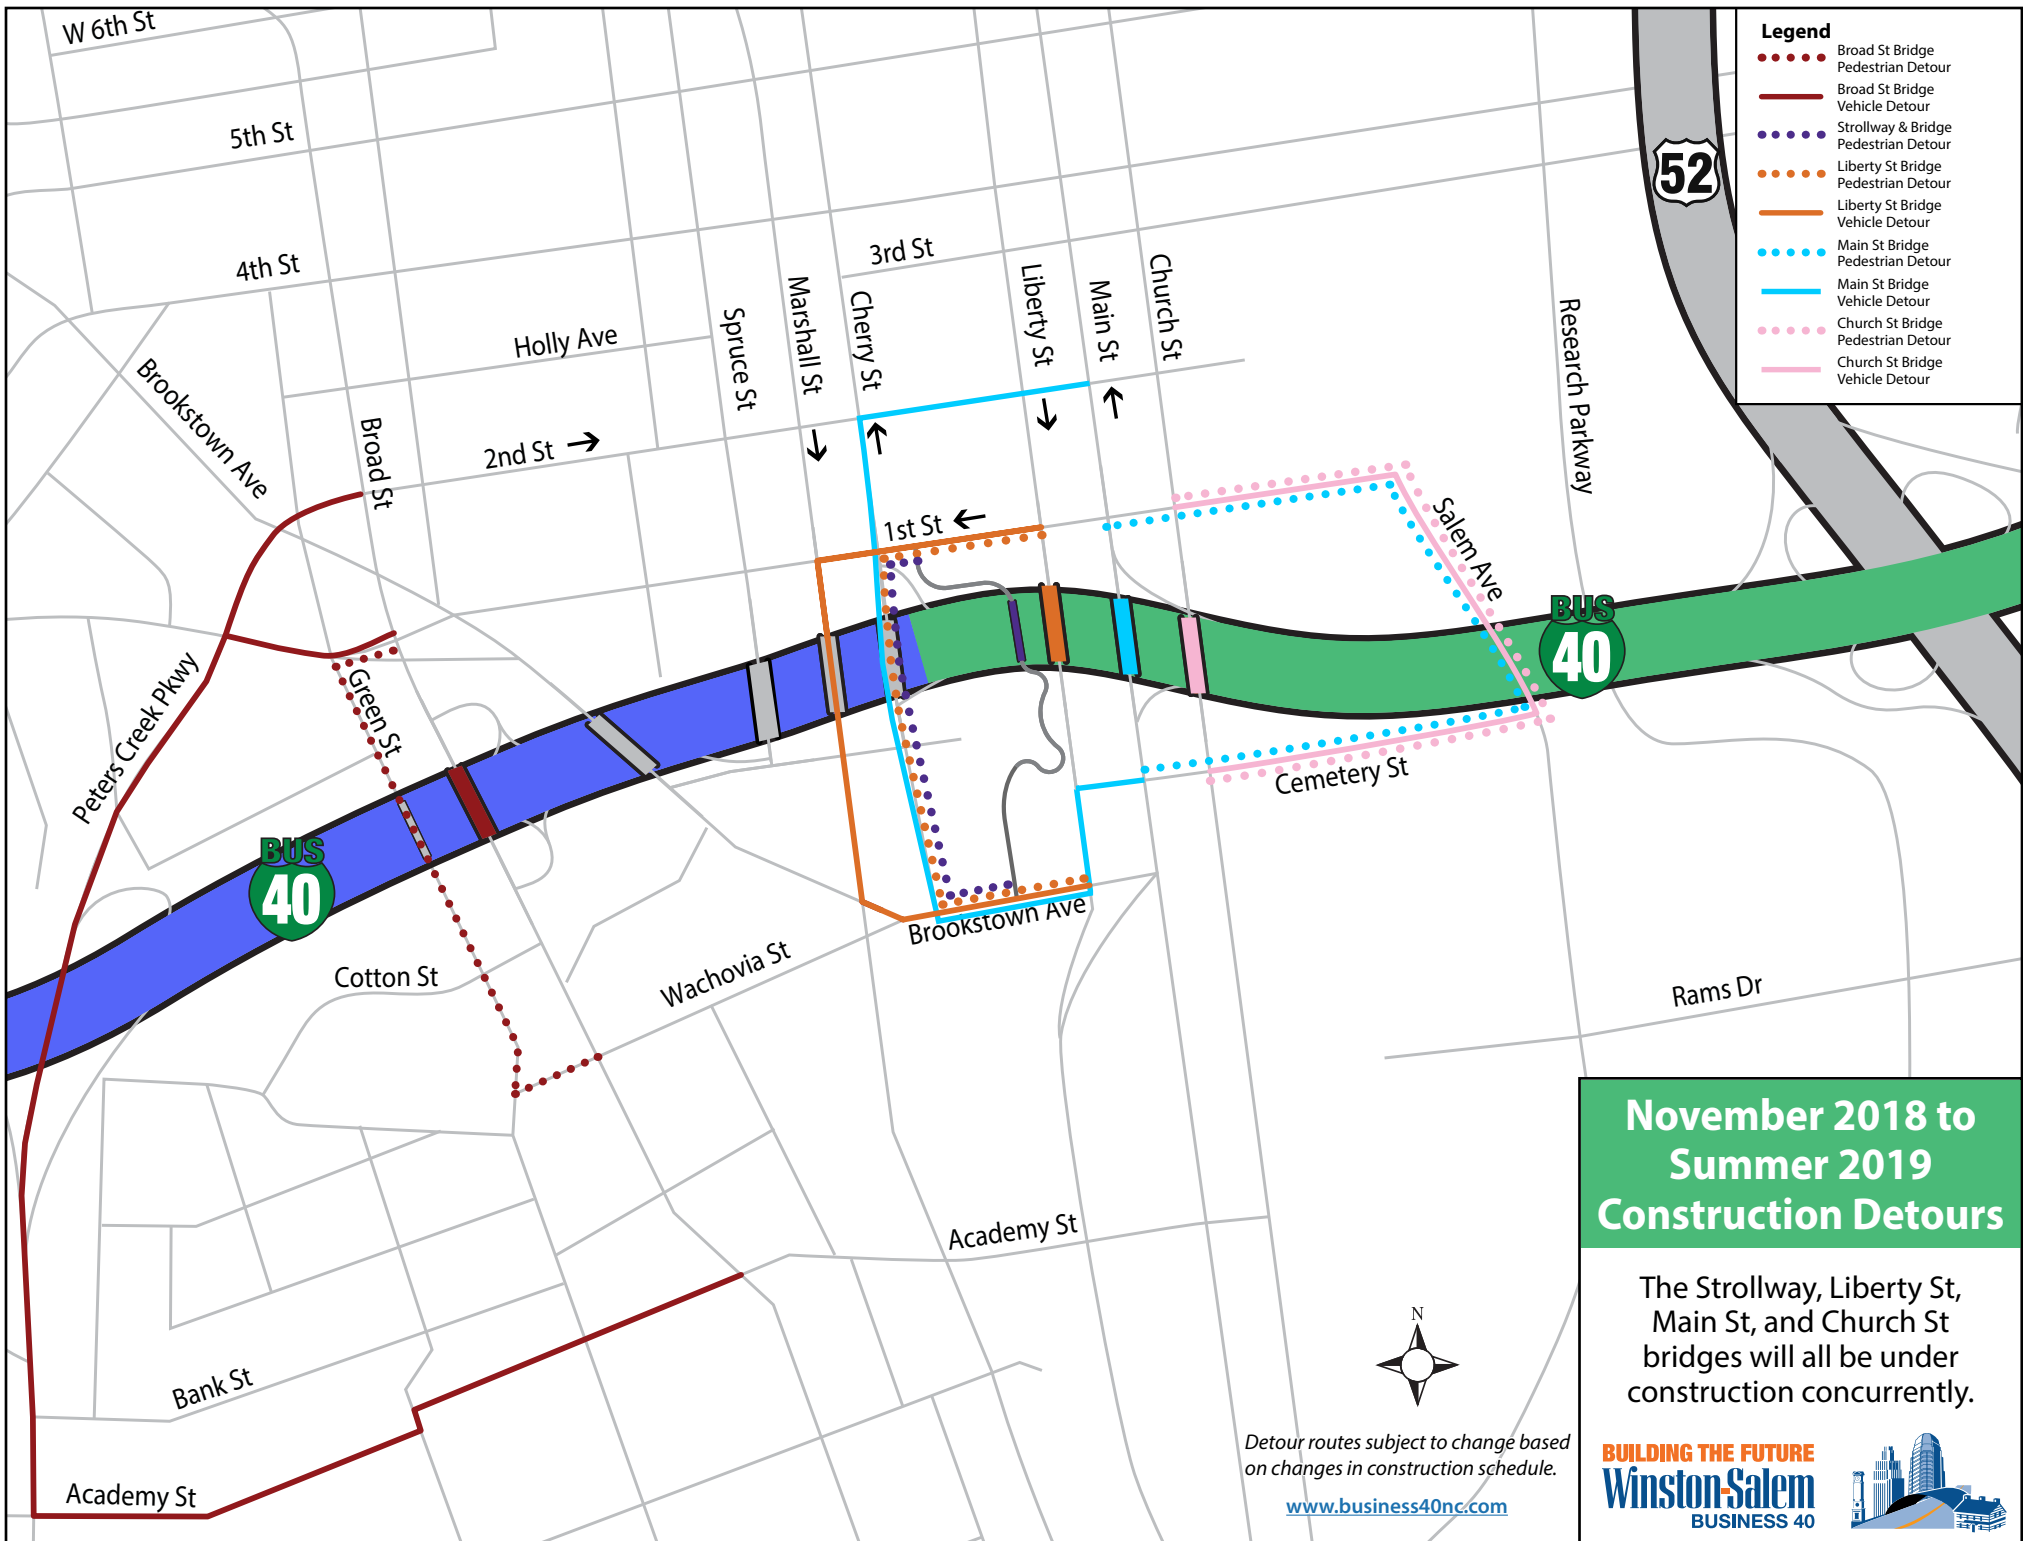 W 6th St
5th St
4th St
3rd St
Holly Ave
Brookstown Ave
Broad St
2nd St
Spruce St
Marshall St
Cherry St
Liberty St
Main St
Church St
Research Parkway
1st St
Salem Ave
52
BUS
40
Green St
Peters Creek Pkwy
BUS
40
Cemetery St
Brookstown Ave
Cotton St
Wachovia St
Rams Dr
Academy St
Bank St
Academy St
Legend
Broad St Bridge
Pedestrian Detour
Broad St Bridge
Vehicle Detour
Strollway & Bridge
Pedestrian Detour
Liberty St Bridge
Pedestrian Detour
Liberty St Bridge
Vehicle Detour
Main St Bridge
Pedestrian Detour
Main St Bridge
Vehicle Detour
Church St Bridge
Pedestrian Detour
Church St Bridge
Vehicle Detour
N
Detour routes subject to change based
on changes in construction schedule.
www.business40nc.com
November 2018 to
Summer 2019
Construction Detours
The Strollway, Liberty St,
Main St, and Church St
bridges will all be under
construction concurrently.
BUILDING THE FUTURE
Winston-Salem
BUSINESS 40